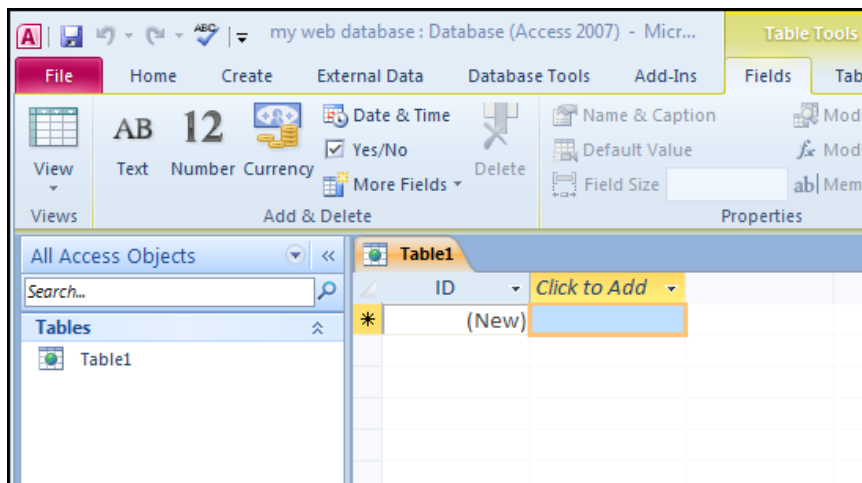 A ABC my web database : Database (Access 2007) - Micr... Table Tools
File Home Create External Data Database Tools Add-Ins Fields Tab
View
Views
AB
Text
12
Number
Currency
Date & Time
Yes/No
More Fields
Delete
Add & Delete
Name & Caption
Default Value
Field Size
Mod
fx Mod
ab| Mem
Properties
All Access Objects «
Search...
Tables
Table1
Table1
ID Click to Add
* (New)